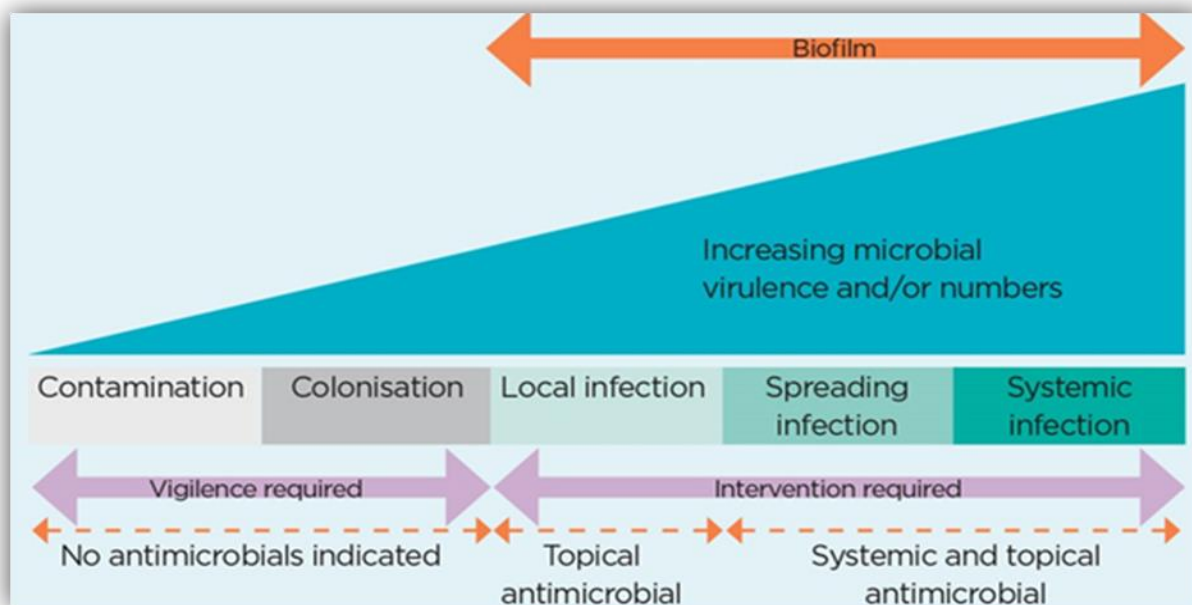 Biofilm
Increasing microbial
virulence and/or numbers
Contamination
Colonisation
Local infection
Spreading
infection
Systemic
infection
Vigilence required
Intervention required
No antimicrobials indicated
Topical
antimicrobial
Systemic and topical
antimicrobial